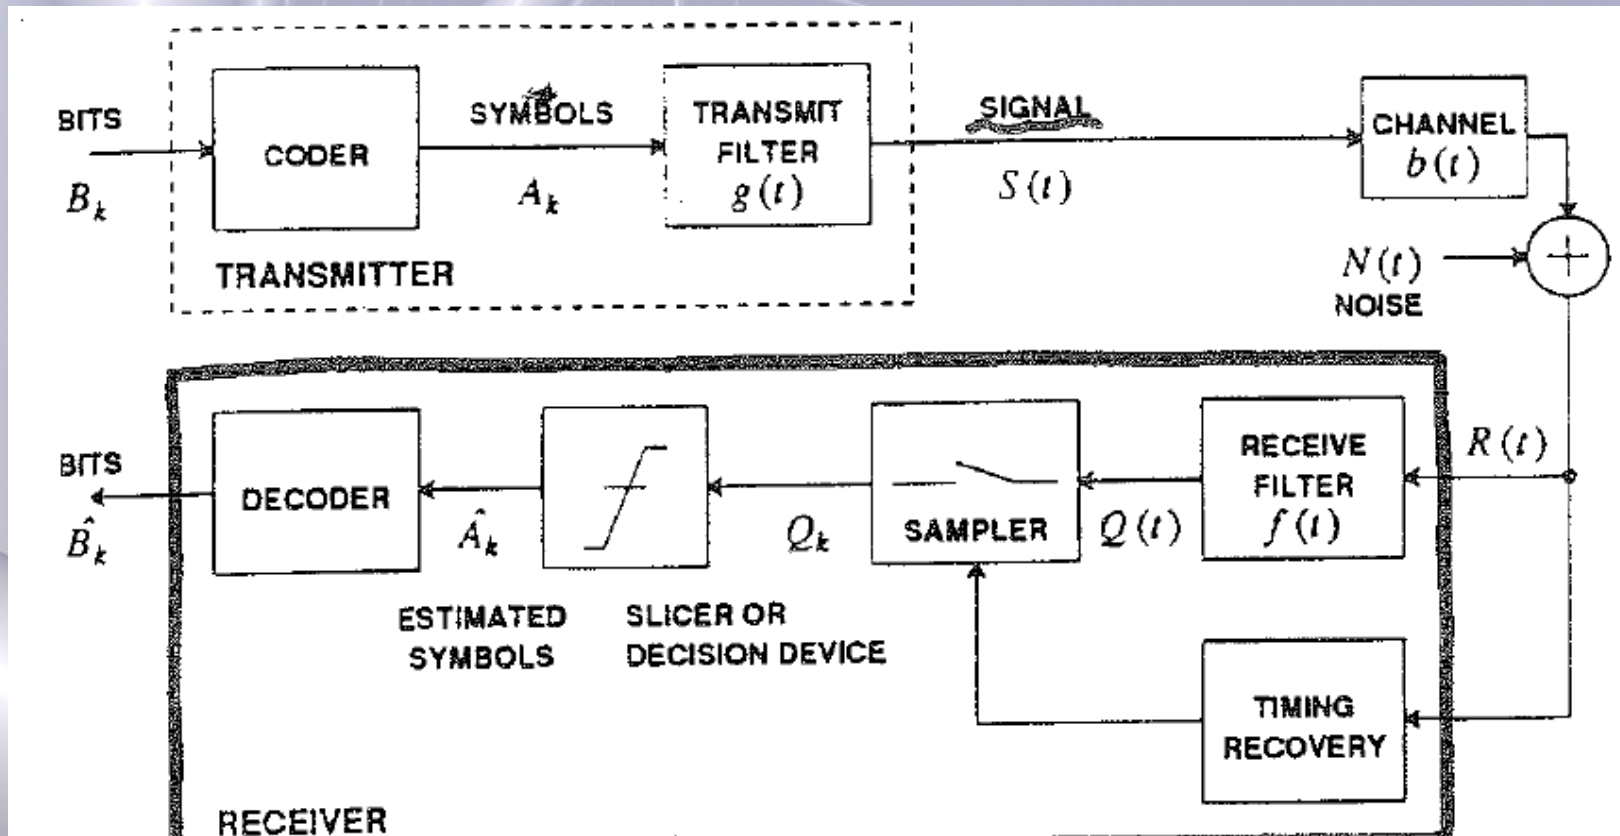 BITS
B_k
CODER
SYMBOLS
A_k
TRANSMIT
FILTER
g(t)
TRANSMITTER
SIGNAL
S(t)
CHANNEL
b(t)
N(t)
NOISE
+
R(t)
RECEIVE
FILTER
f(t)
Q(t)
SAMPLER
Q_k
SLICER OR
DECISION DEVICE
Â_k
ESTIMATED
SYMBOLS
DECODER
BITS
B̂_k
TIMING
RECOVERY
RECEIVER